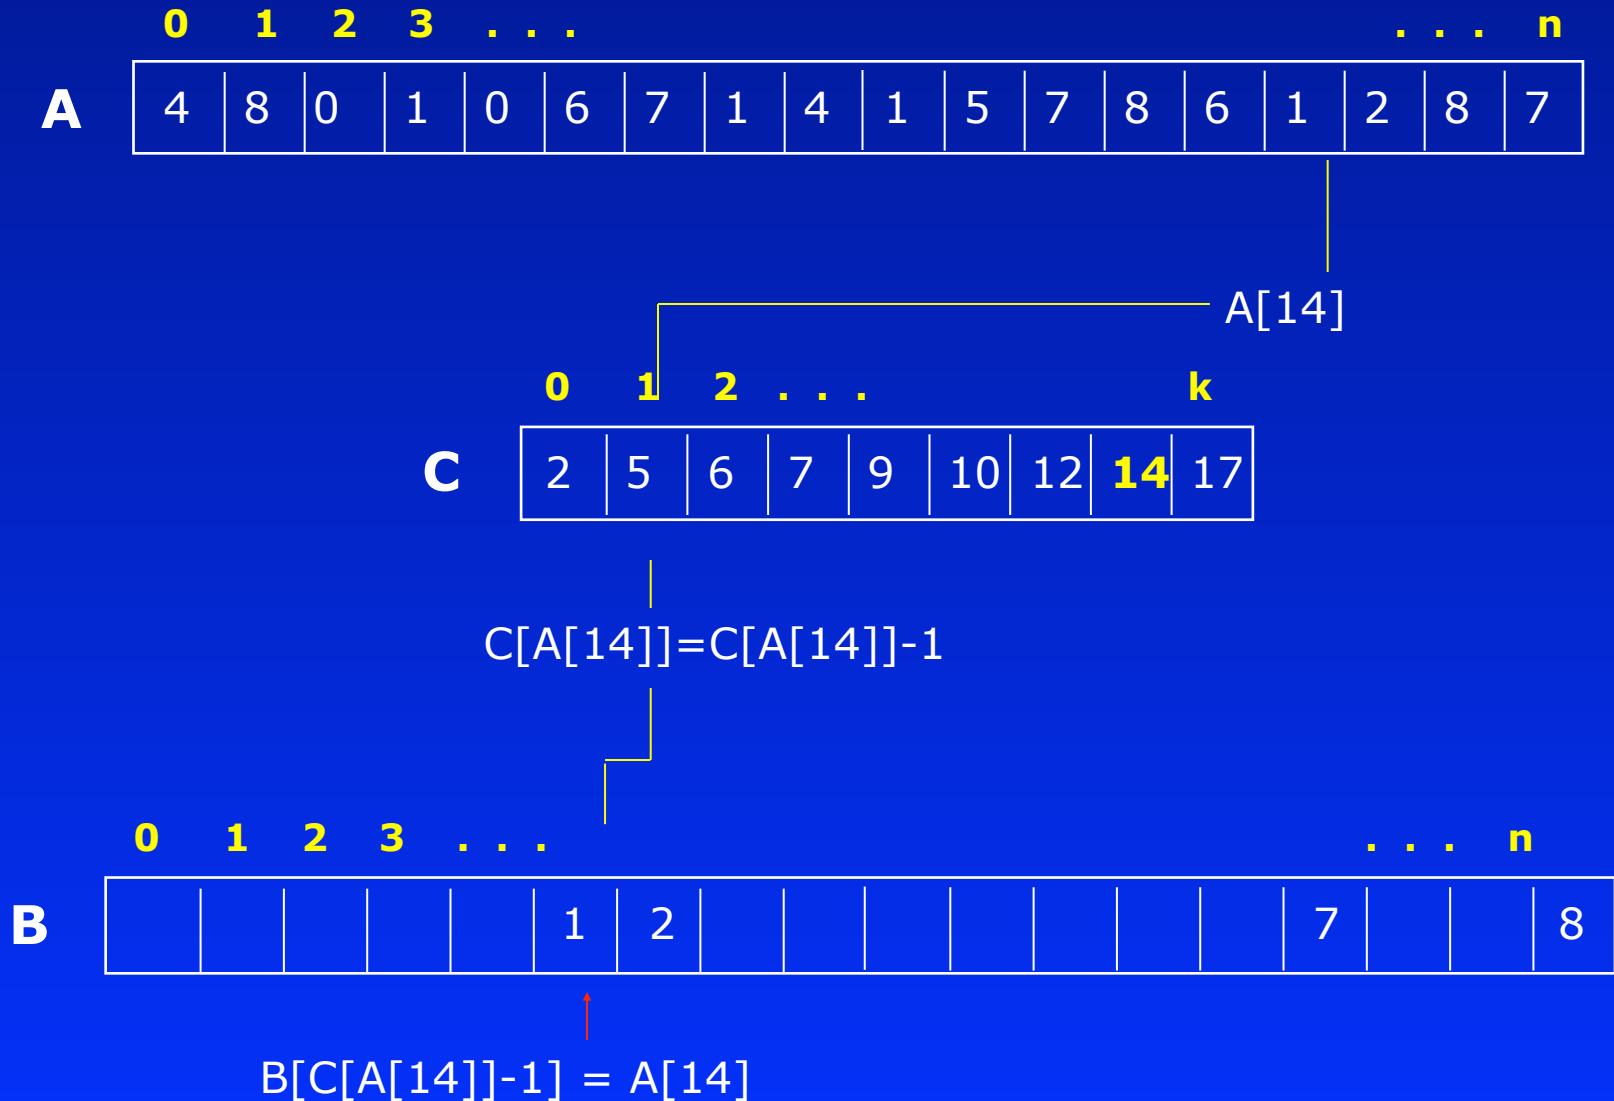 0 1 2 3 . . . . . . n
A 4 8 0 1 0 6 7 1 4 1 5 7 8 6 1 2 8 7
A[14]
0 1 2 . . . k
C 2 5 6 7 9 10 12 14 17
C[A[14]]=C[A[14]]-1
0 1 2 3 . . . . . . n
B 1 2 7 8
B[C[A[14]]-1] = A[14]